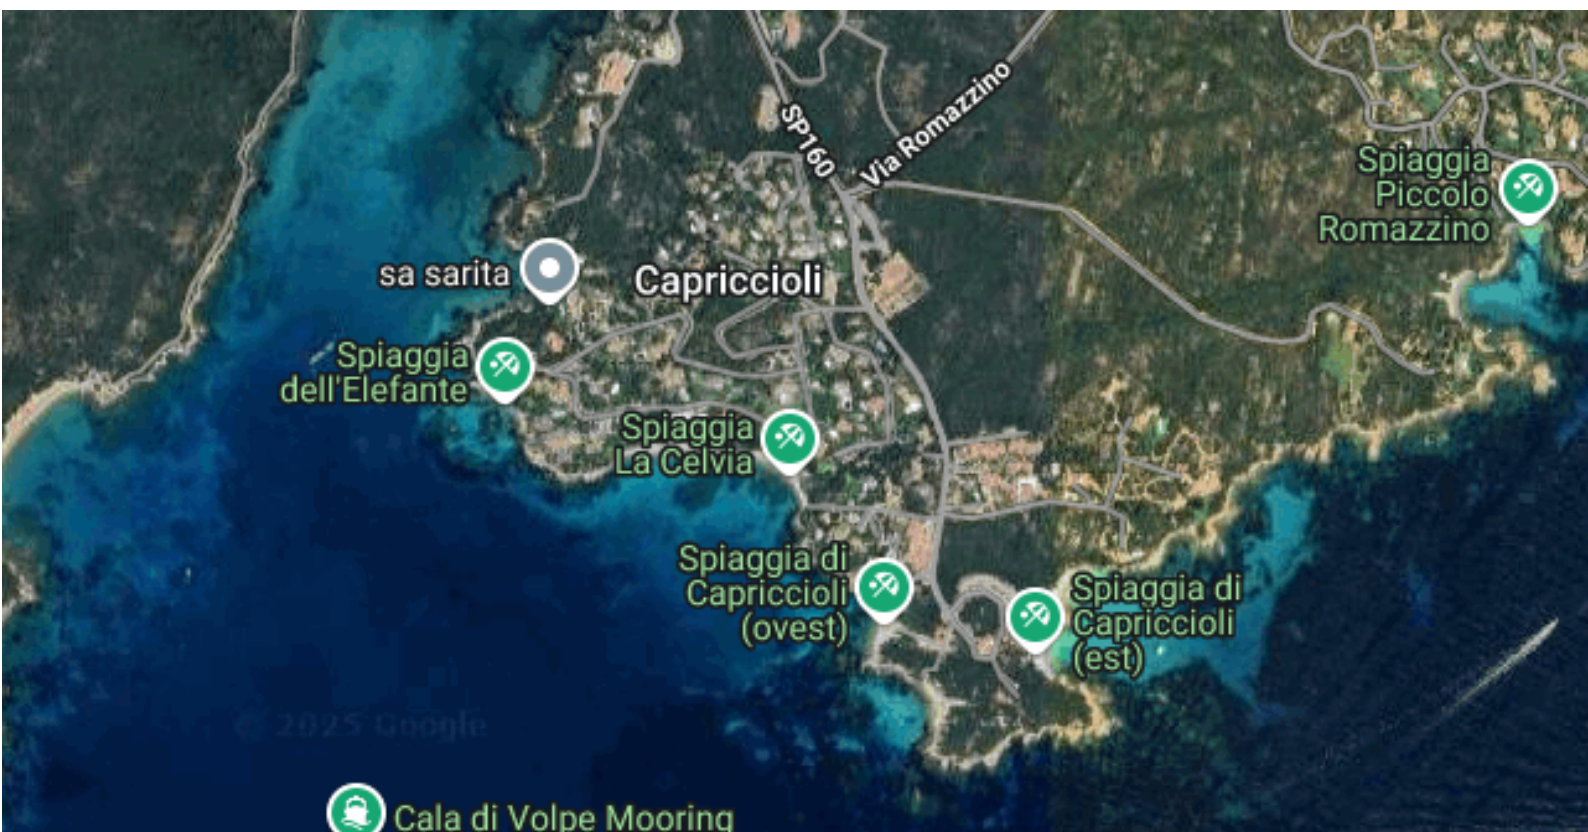 SP160
Via Romazzino
Spiaggia
Piccolo
Romazzino
sa sarita
Capriccioli
Spiaggia
dell'Elefante
Spiaggia
La Celvia
Spiaggia di
Capriccioli
(ovest)
Spiaggia di
Capriccioli
(est)
2025 Google
Cala di Volpe Mooring